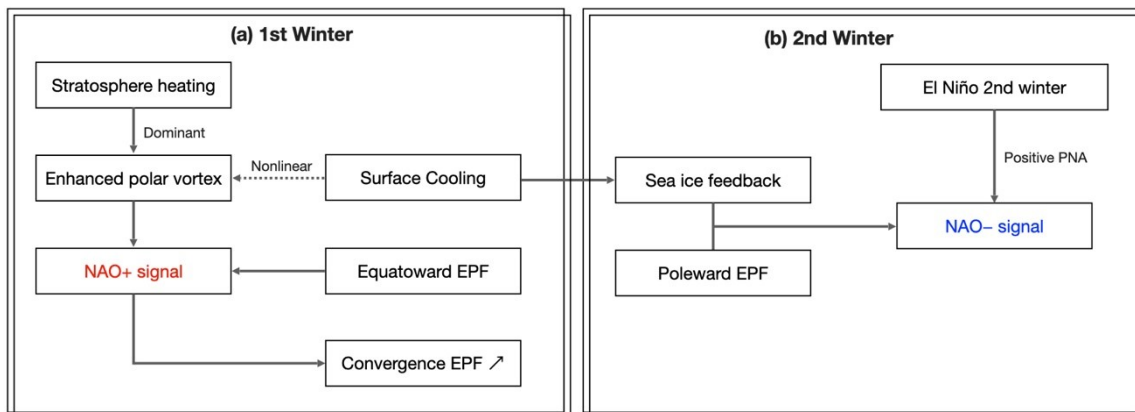 (a) 1st Winter
Stratosphere heating
Dominant
Enhanced polar vortex
Nonlinear
Surface Cooling
NAO+ signal
Equatoward EPF
Convergence EPF ↗
(b) 2nd Winter
El Niño 2nd winter
Positive PNA
Sea ice feedback
NAO− signal
Poleward EPF